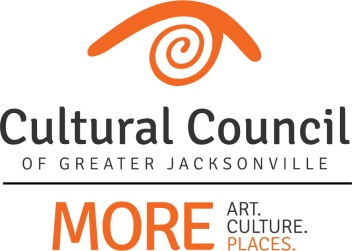 Cultural Council
OF GREATER JACKSONVILLE
MORE
ART.
CULTURE.
PLACES.